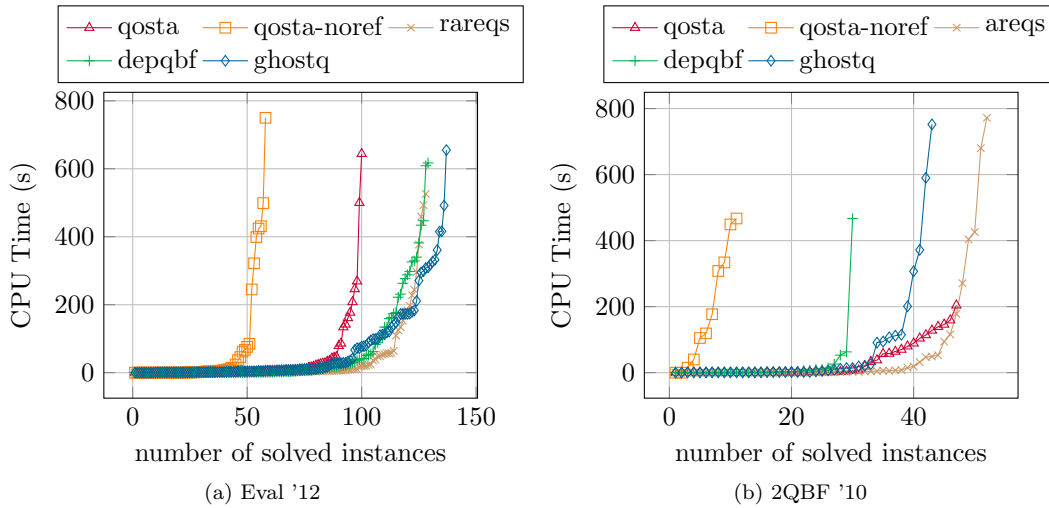 qosta qosta-noref rareqs
depqbf ghostq
800
600
400
200
0
CPU Time (s)
0 50 100 150
number of solved instances
(a) Eval '12
qosta qosta-noref areqs
depqbf ghostq
800
600
400
200
0
CPU Time (s)
0 20 40
number of solved instances
(b) 2QBF '10